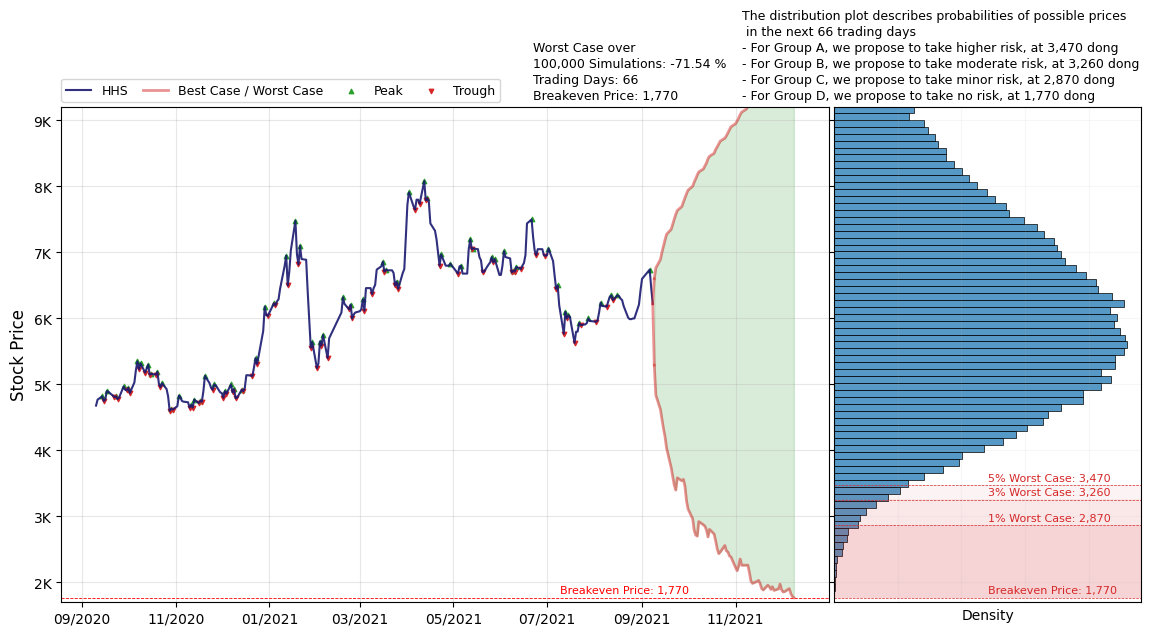 The distribution plot describes probabilities of possible prices
in the next 66 trading days
- For Group A, we propose to take higher risk, at 3,470 dong
- For Group B, we propose to take moderate risk, at 3,260 dong
- For Group C, we propose to take minor risk, at 2,870 dong
- For Group D, we propose to take no risk, at 1,770 dong
Worst Case over
100,000 Simulations: -71.54 %
Trading Days: 66
Breakeven Price: 1,770
HHS
Best Case / Worst Case
Peak
Trough
Stock Price
9K
8K
7K
6K
5K
4K
3K
2K
Breakeven Price: 1,770
09/2020
11/2020
01/2021
03/2021
05/2021
07/2021
09/2021
11/2021
5% Worst Case: 3,470
3% Worst Case: 3,260
1% Worst Case: 2,870
Breakeven Price: 1,770
Density